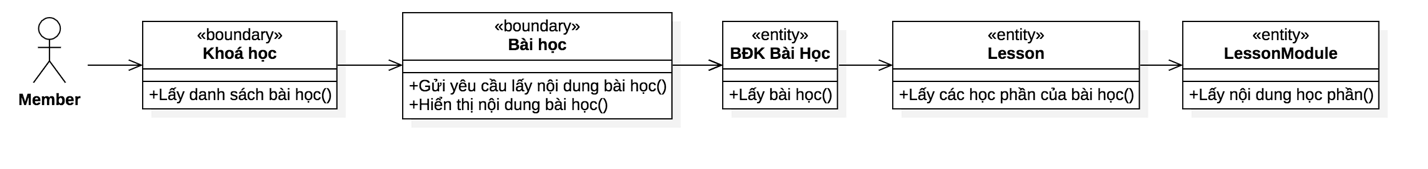 Member
«boundary»
Khoá học
+Lấy danh sách bài học()
«boundary»
Bài học
+Gửi yêu cầu lấy nội dung bài học()
+Hiển thị nội dung bài học()
«entity»
BĐK Bài Học
+Lấy bài học()
«entity»
Lesson
+Lấy các học phần của bài học()
«entity»
LessonModule
+Lấy nội dung học phần()